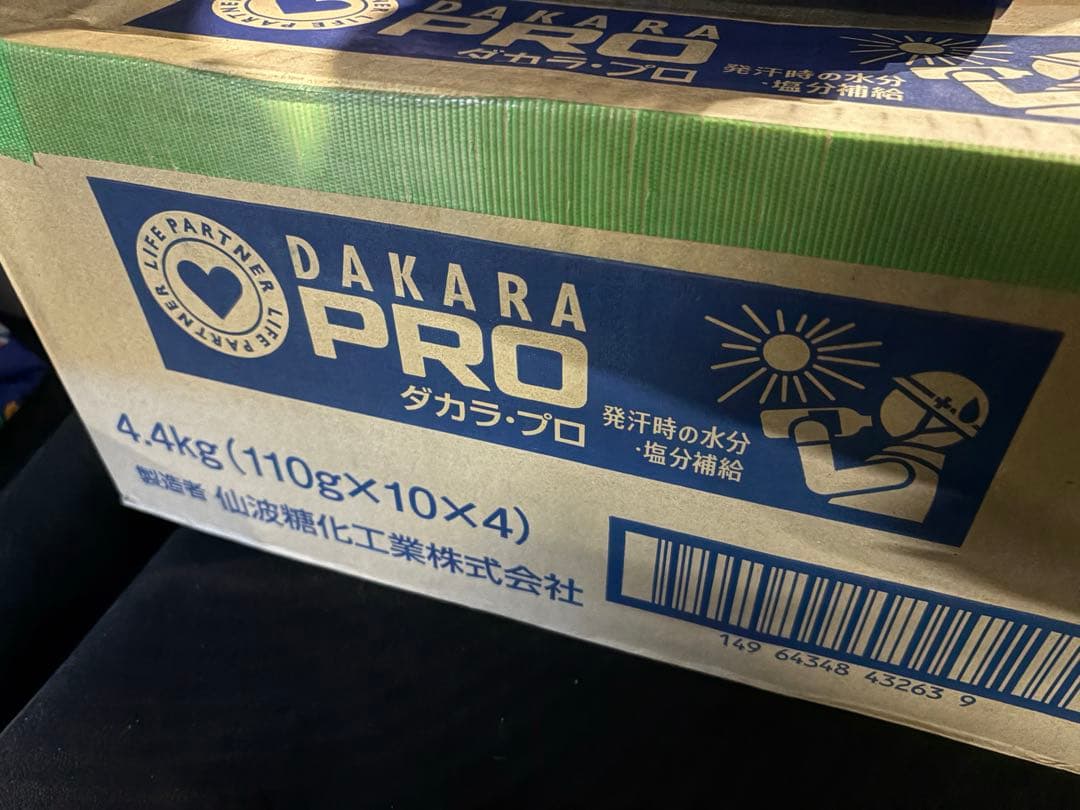 LIFE PARTNER
DAKARA
PRO
ダカラ・プロ
発汗時の水分
・塩分補給
LIFE PARTNER LIFE PARTNER
DAKARA
PRO
ダカラ・プロ
発汗時の水分
・塩分補給
4.4kg(110g×10×4)
製造者 仙波糖化工業株式会社
149 64348 43263 9